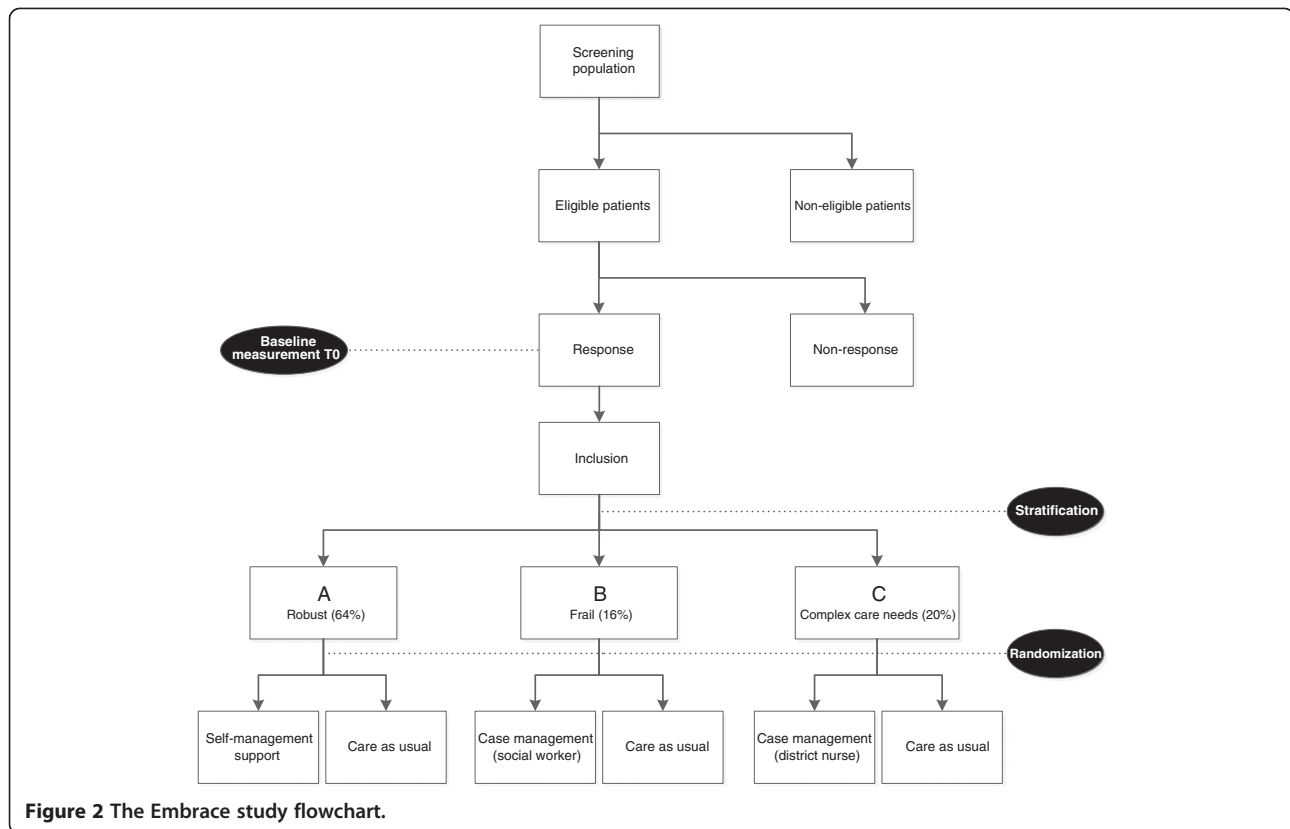 Screening
population
Eligible patients
Non-eligible patients
Baseline
measurement T0
Response
Non-response
Inclusion
Stratification
A
Robust (64%)
B
Frail (16%)
C
Complex care needs (20%)
Randomization
Self-management
support
Care as usual
Case management
(social worker)
Care as usual
Case management
(district nurse)
Care as usual
Figure 2 The Embrace study flowchart.